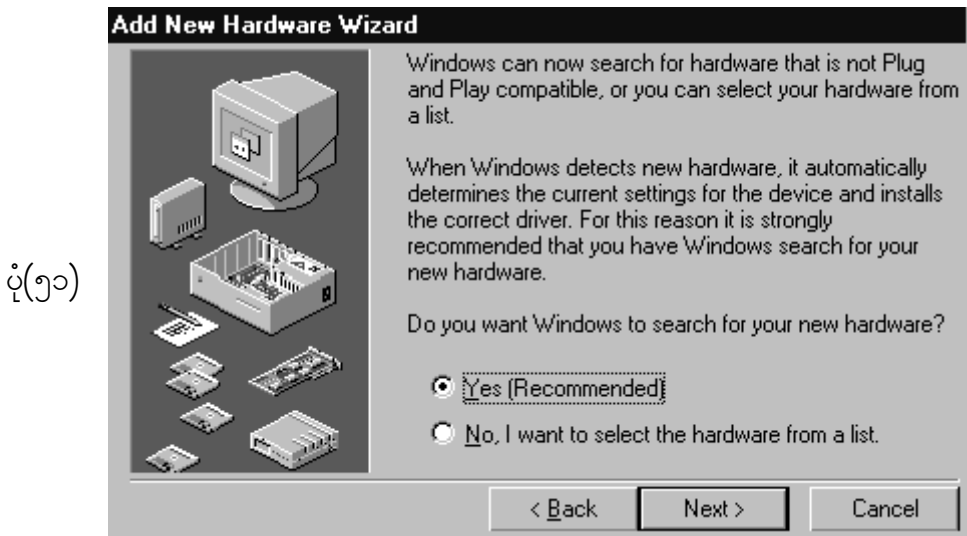 Add New Hardware Wizard
Windows can now search for hardware that is not Plug
and Play compatible, or you can select your hardware from
a list.
When Windows detects new hardware, it automatically
determines the current settings for the device and installs
the correct driver. For this reason it is strongly
recommended that you have Windows search for your
new hardware.
ပုံ(၅၁)
Do you want Windows to search for your new hardware?
Yes (Recommended)
No, I want to select the hardware from a list.
< Back Next > Cancel